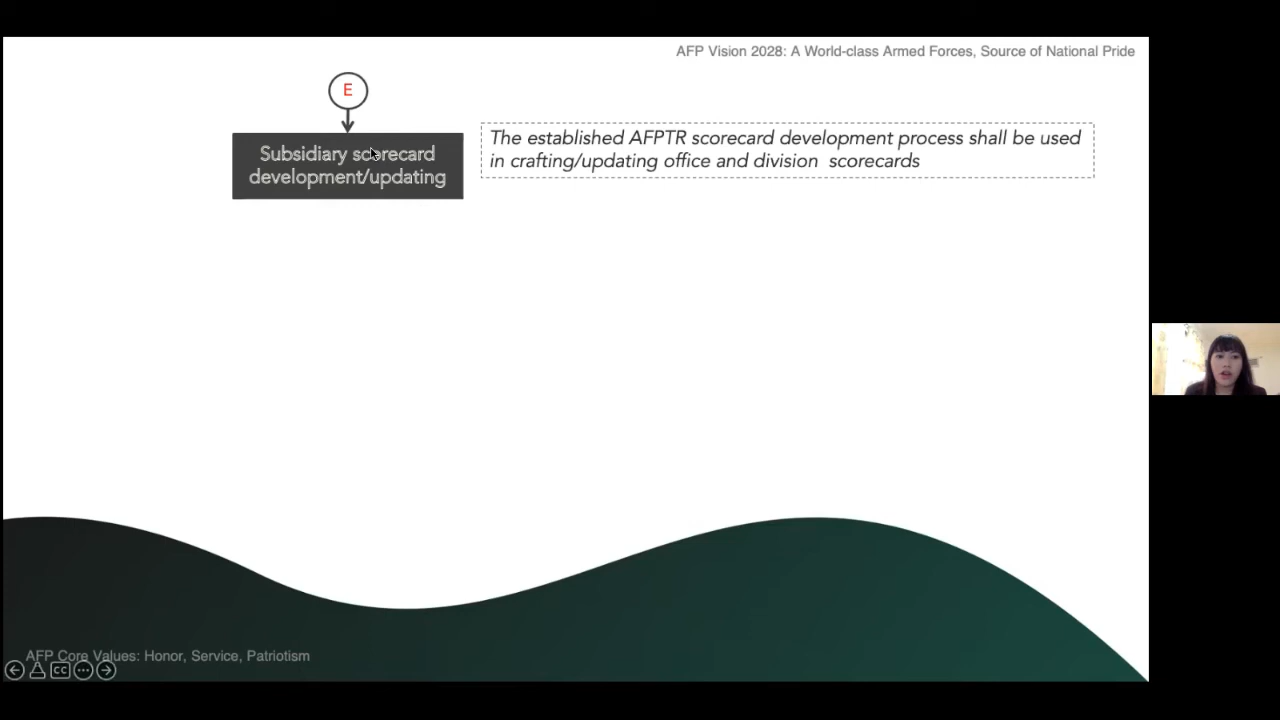 AFP Vision 2028: A World-class Armed Forces, Source of National Pride
E
Subsidiary scorecard
development/updating
The established AFPTR scorecard development process shall be used
in crafting/updating office and division scorecards
AFP Core Values: Honor, Service, Patriotism
CC